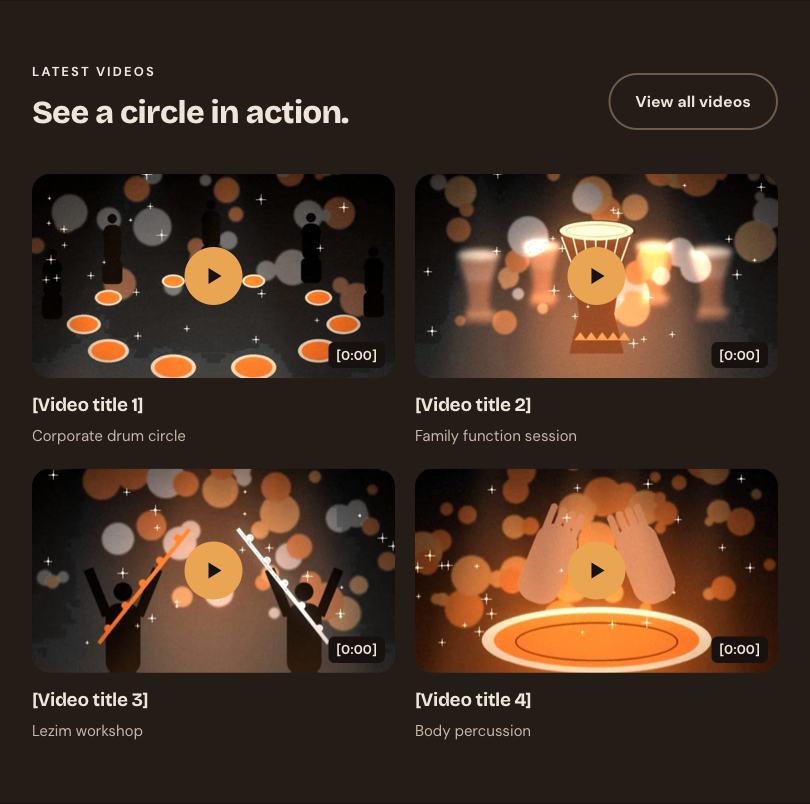 LATEST VIDEOS
See a circle in action.
View all videos
[0:00]
[0:00]
[Video title 1]
[Video title 2]
Corporate drum circle
Family function session
[0:00]
[0:00]
[Video title 3]
[Video title 4]
Lezim workshop
Body percussion